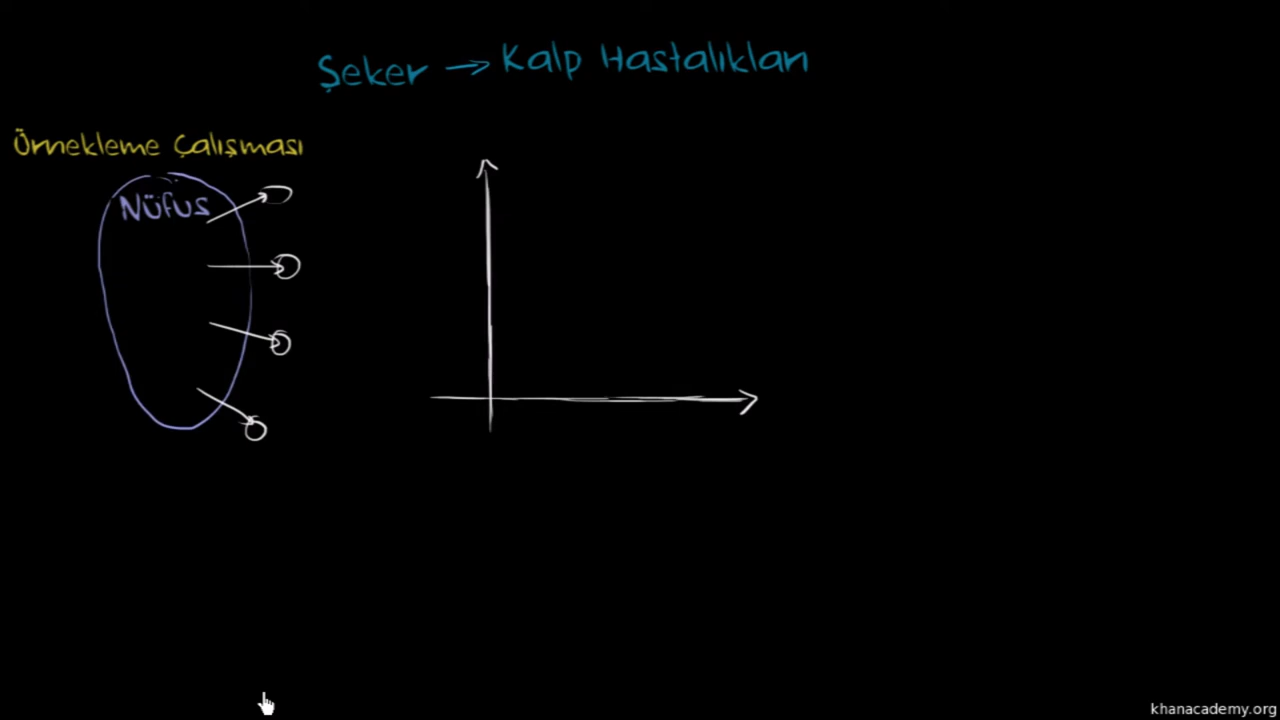 Şeker → Kalp Hastalıkları
Örnekleme Çalışması
Nüfus
khanacademy.org